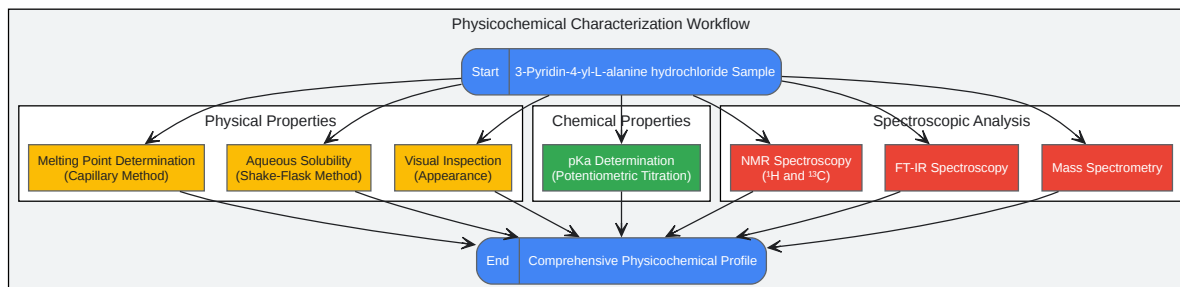 Physicochemical Characterization Workflow
Start 3-Pyridin-4-yl-L-alanine hydrochloride Sample
Physical Properties
Chemical Properties
Spectroscopic Analysis
Melting Point Determination
(Capillary Method)
Aqueous Solubility
(Shake-Flask Method)
Visual Inspection
(Appearance)
pKa Determination
(Potentiometric Titration)
NMR Spectroscopy
(¹H and ¹³C)
FT-IR Spectroscopy
Mass Spectrometry
End Comprehensive Physicochemical Profile